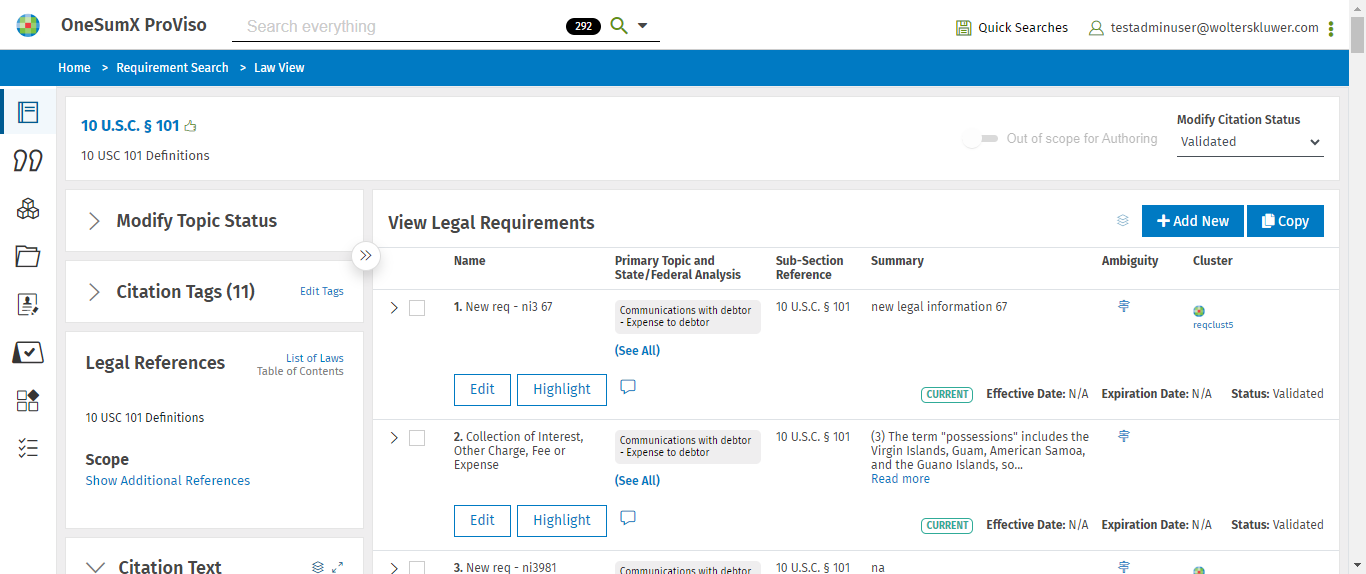 OneSumX ProViso
Search everything
292
Quick Searches
testadminuser@wolterskluwer.com
Home > Requirement Search > Law View
10 U.S.C. § 101
10 USC 101 Definitions
Out of scope for Authoring
Modify Citation Status
Validated
Modify Topic Status
Citation Tags (11)
Edit Tags
Legal References
List of Laws
Table of Contents
10 USC 101 Definitions
Scope
Show Additional References
Citation Text
View Legal Requirements
Add New
Copy
Name
Primary Topic and
State/Federal Analysis
Sub-Section
Reference
Summary
Ambiguity
Cluster
1. New req - ni3 67
Communications with debtor
- Expense to debtor
(See All)
10 U.S.C. § 101
new legal information 67
reqclust5
Edit
Highlight
CURRENT
Effective Date: N/A
Expiration Date: N/A
Status: Validated
2. Collection of Interest,
Other Charge, Fee or
Expense
Communications with debtor
- Expense to debtor
(See All)
10 U.S.C. § 101
(3) The term "possessions" includes the
Virgin Islands, Guam, American Samoa,
and the Guano Islands, so...
Read more
Edit
Highlight
CURRENT
Effective Date: N/A
Expiration Date: N/A
Status: Validated
3. New req - ni3981
Communications with debtor
10 U.S.C. § 101
na